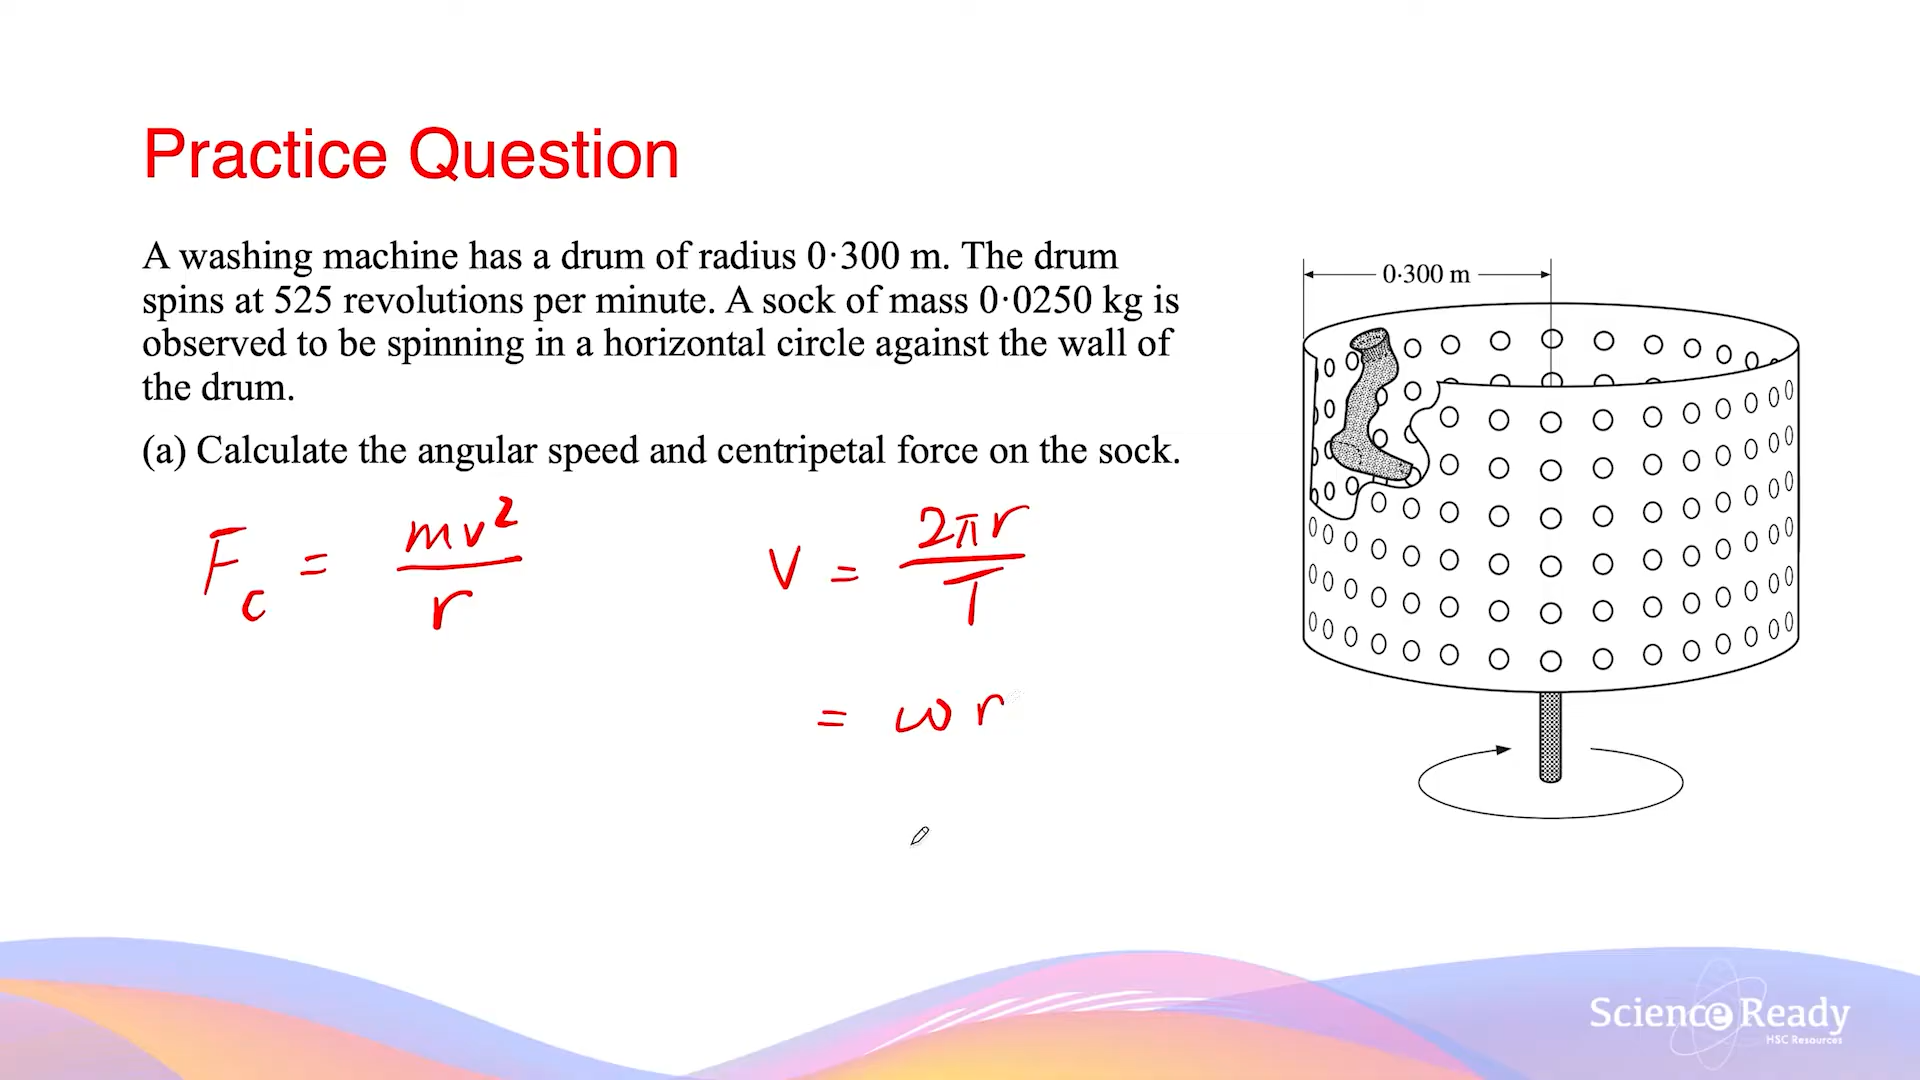 Practice Question
A washing machine has a drum of radius 0·300 m. The drum
spins at 525 revolutions per minute. A sock of mass 0·0250 kg is
observed to be spinning in a horizontal circle against the wall of
the drum.
(a) Calculate the angular speed and centripetal force on the sock.
F_c = mv²/r
v = 2πr/T
= ωr
0·300 m
Science Ready
HSC Resources